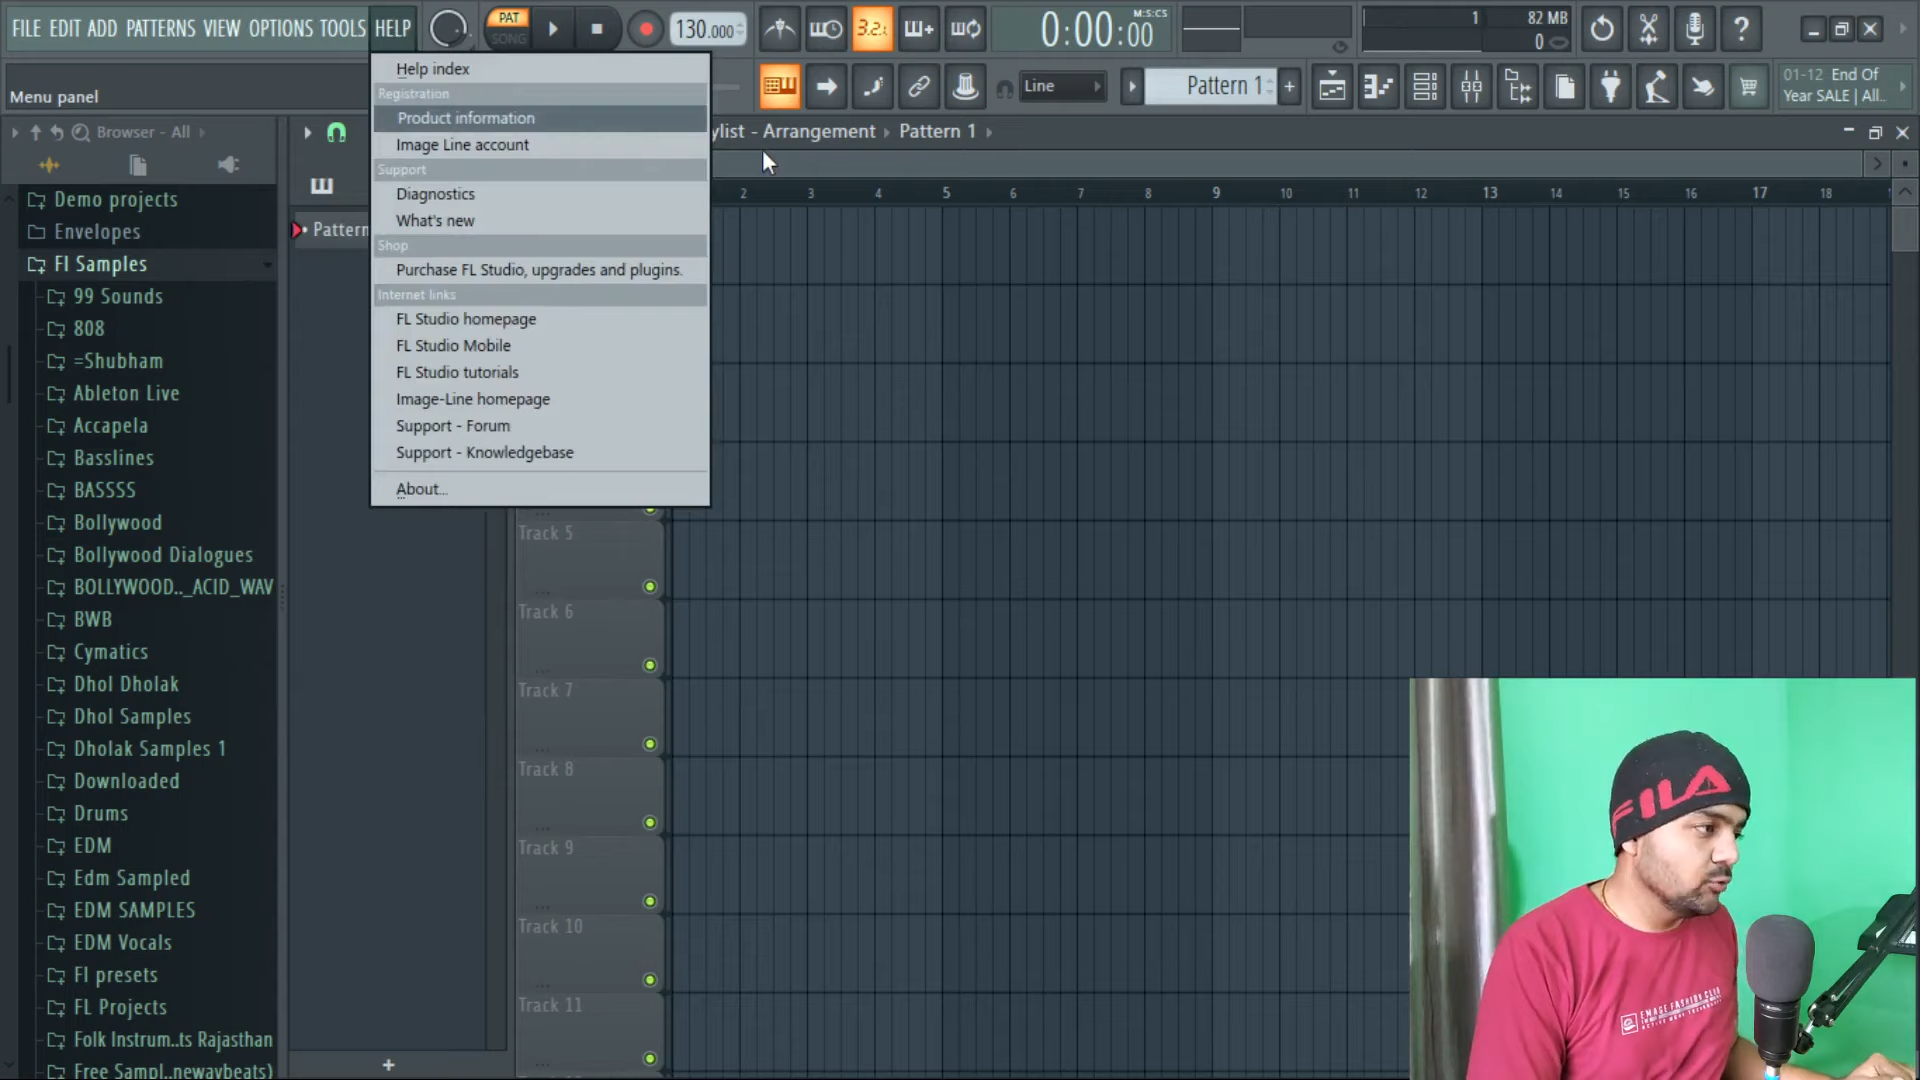 FILE EDIT ADD PATTERNS VIEW OPTIONS TOOLS HELP
PAT
SONG
130.000
3.2.1
0:00:00
M:S:CS
1
82 MB
0
?
Menu panel
Line
Pattern 1
+
01-12 End Of
Year SALE | All..
Browser - All
Playlist - Arrangement › Pattern 1 ›
Help index
Registration
Product information
Image Line account
Support
Diagnostics
What's new
Shop
Purchase FL Studio, upgrades and plugins.
Internet links
FL Studio homepage
FL Studio Mobile
FL Studio tutorials
Image-Line homepage
Support - Forum
Support - Knowledgebase
About...
2 3 4 5 6 7 8 9 10 11 12 13 14 15 16 17 18
Demo projects
Envelopes
Fl Samples
99 Sounds
808
=Shubham
Ableton Live
Accapela
Basslines
BASSSS
Bollywood
Bollywood Dialogues
BOLLYWOOD.._ACID_WAV
BWB
Cymatics
Dhol Dholak
Dhol Samples
Dholak Samples 1
Downloaded
Drums
EDM
Edm Sampled
EDM SAMPLES
EDM Vocals
Fl presets
FL Projects
Folk Instrum..ts Rajasthan
Free Sampl..newavbeats)
Pattern
Track 5
Track 6
Track 7
Track 8
Track 9
Track 10
Track 11
+
FILA
EMAGE FASHION CLUB